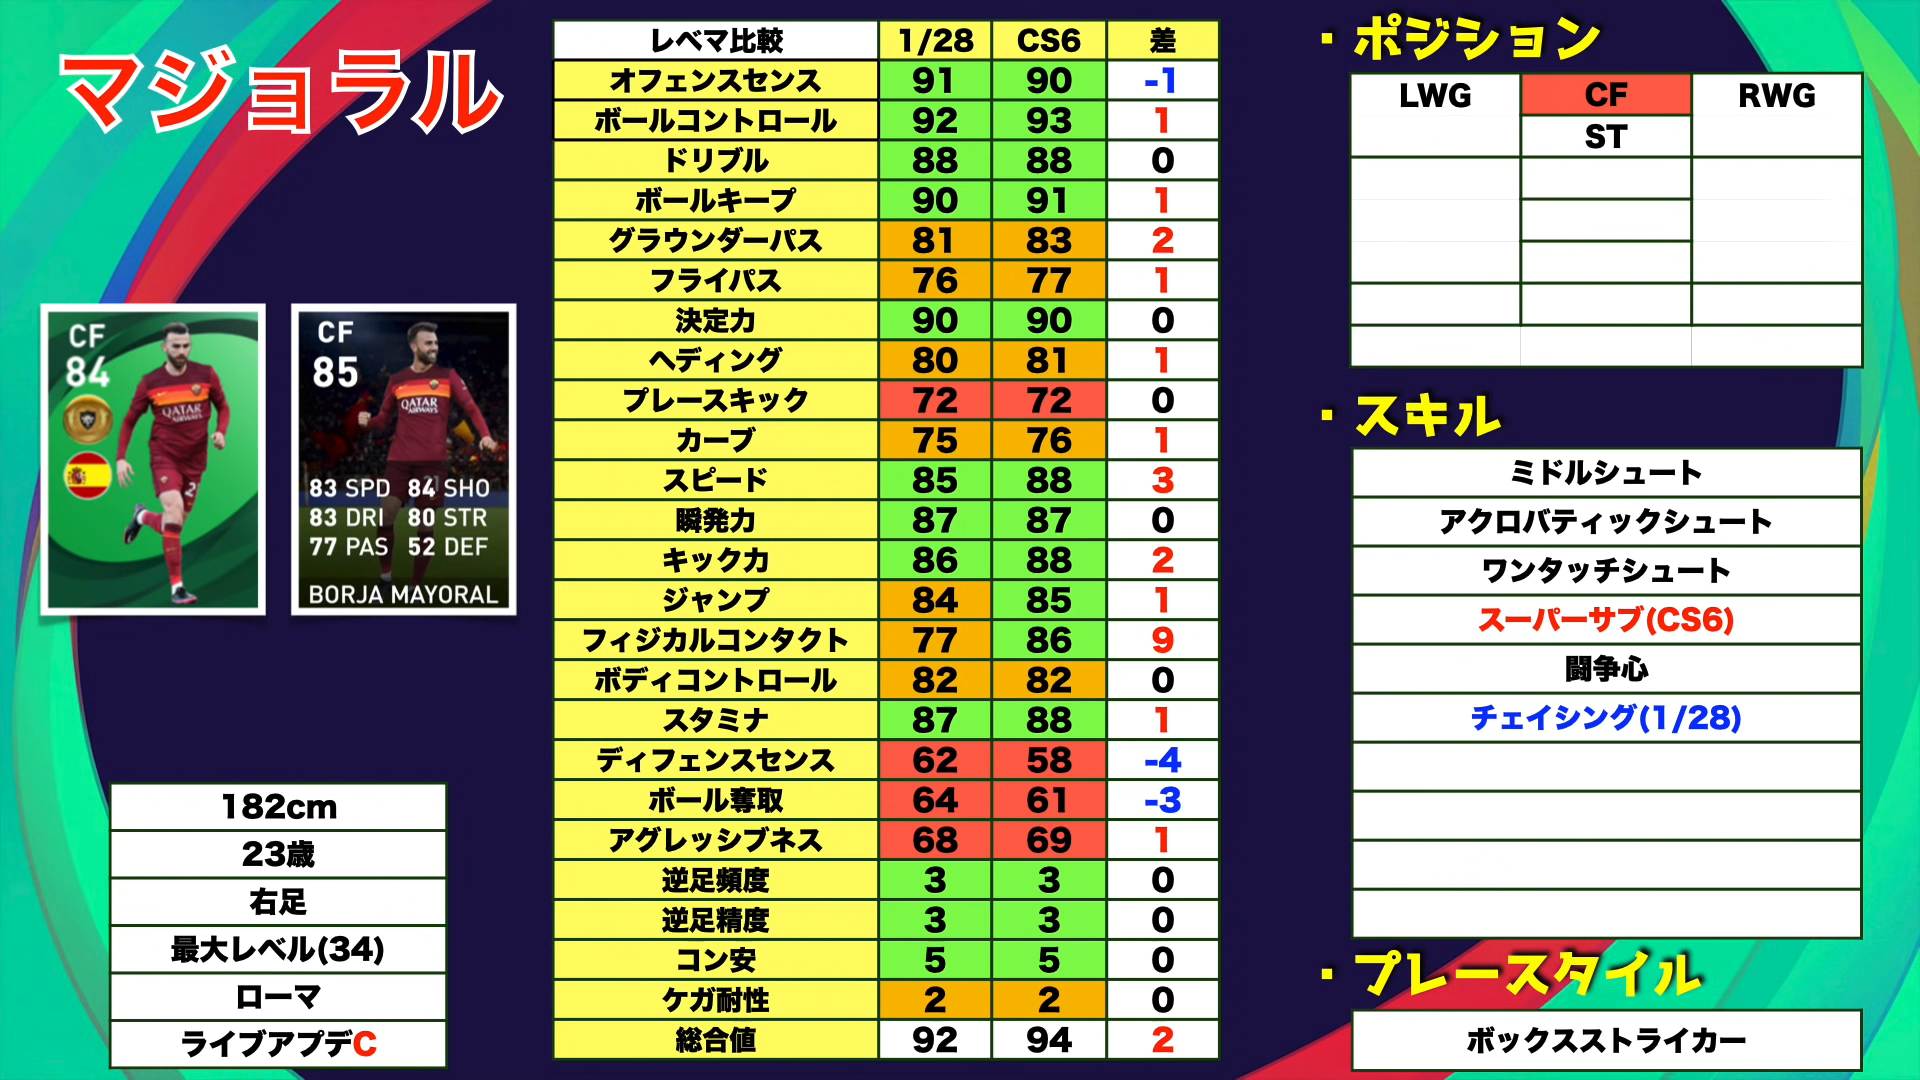 マジョラル
CF
84
QATAR
AIRWAYS
2
CF
85
QATAR
AIRWAYS
83 SPD 84 SHO
83 DRI 80 STR
77 PAS 52 DEF
BORJA MAYORAL
182cm
23歳
右足
最大レベル(34)
ローマ
ライブアプデC
レベマ比較 1/28 CS6 差
オフェンスセンス 91 90 -1
ボールコントロール 92 93 1
ドリブル 88 88 0
ボールキープ 90 91 1
グラウンダーパス 81 83 2
フライパス 76 77 1
決定力 90 90 0
ヘディング 80 81 1
プレースキック 72 72 0
カーブ 75 76 1
スピード 85 88 3
瞬発力 87 87 0
キック力 86 88 2
ジャンプ 84 85 1
フィジカルコンタクト 77 86 9
ボディコントロール 82 82 0
スタミナ 87 88 1
ディフェンスセンス 62 58 -4
ボール奪取 64 61 -3
アグレッシブネス 68 69 1
逆足頻度 3 3 0
逆足精度 3 3 0
コン安 5 5 0
ケガ耐性 2 2 0
総合値 92 94 2
・ポジション
LWG CF RWG
ST
・スキル
ミドルシュート
アクロバティックシュート
ワンタッチシュート
スーパーサブ(CS6)
闘争心
チェイシング(1/28)
・プレースタイル
ボックスストライカー